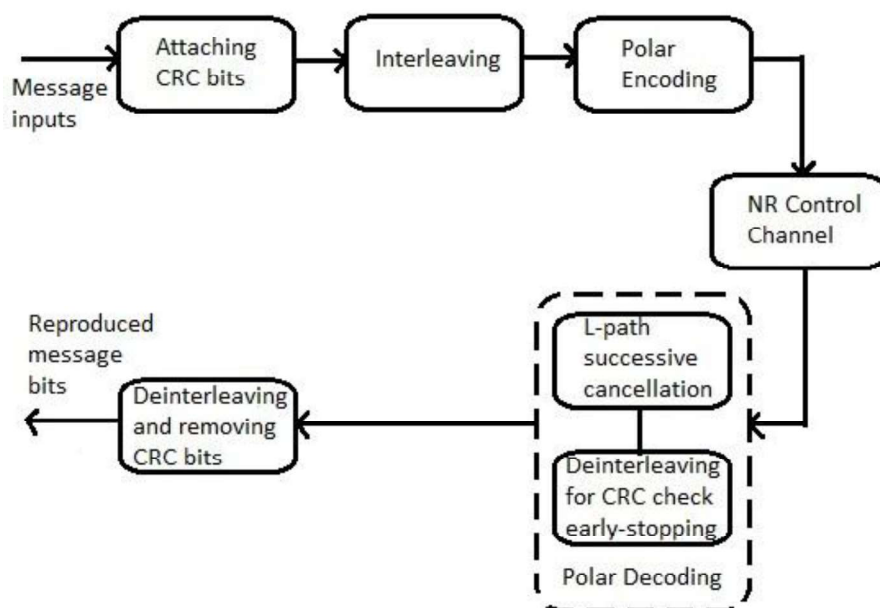 Message
inputs
Attaching
CRC bits
Interleaving
Polar
Encoding
NR Control
Channel
L-path
successive
cancellation
Deinterleaving
for CRC check
early-stopping
Polar Decoding
Deinterleaving
and removing
CRC bits
Reproduced
message
bits